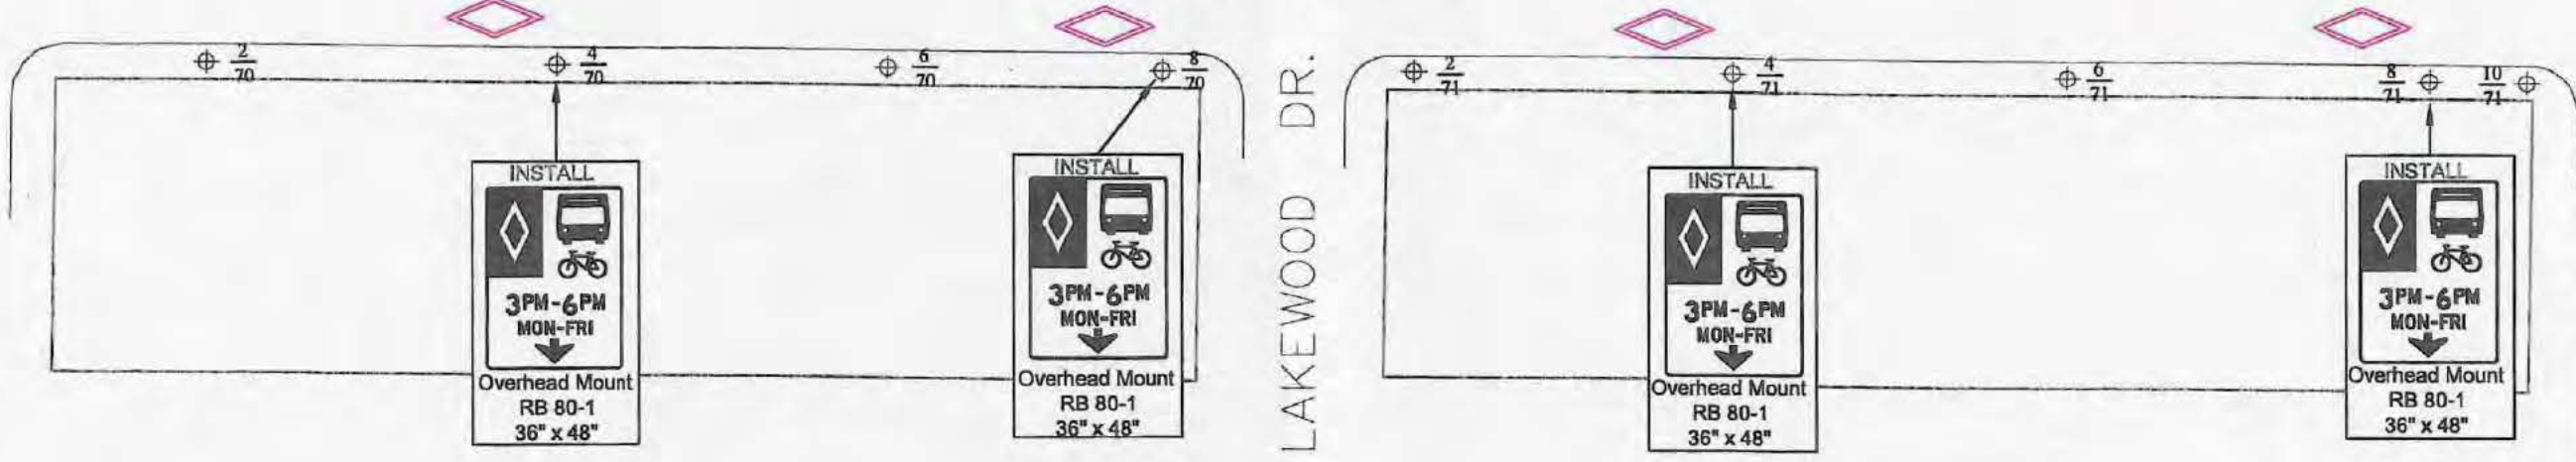 2
70
4
70
6
70
8
70
2
71
4
71
6
71
8
71
10
71
INSTALL
3PM-6PM
MON-FRI
Overhead Mount
RB 80-1
36" x 48"
INSTALL
3PM-6PM
MON-FRI
Overhead Mount
RB 80-1
36" x 48"
LAKEWOOD DR.
INSTALL
3PM-6PM
MON-FRI
Overhead Mount
RB 80-1
36" x 48"
INSTALL
3PM-6PM
MON-FRI
Overhead Mount
RB 80-1
36" x 48"